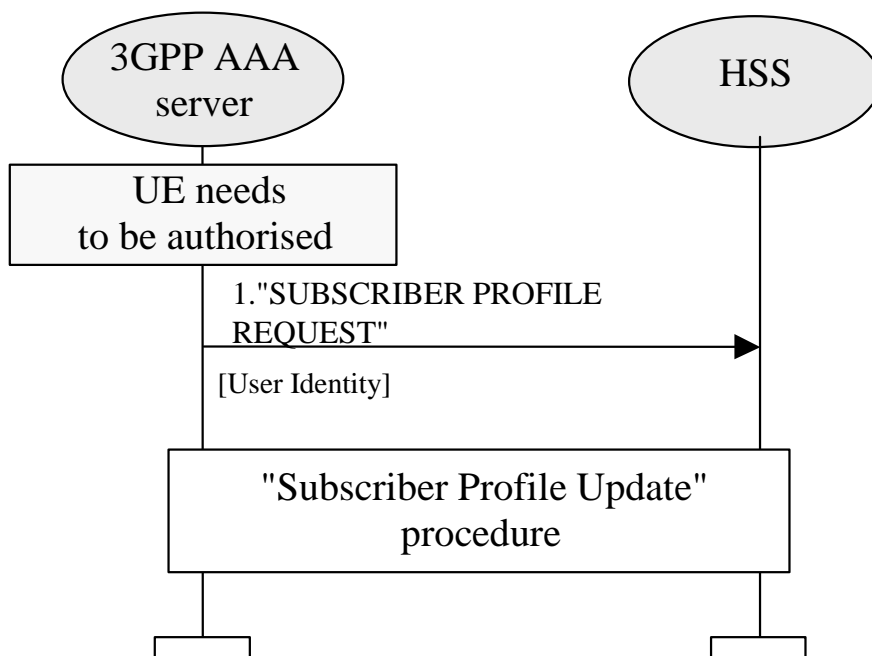 3GPP AAA
server
HSS
UE needs
to be authorised
1."SUBSCRIBER PROFILE
REQUEST"
[User Identity]
"Subscriber Profile Update"
procedure